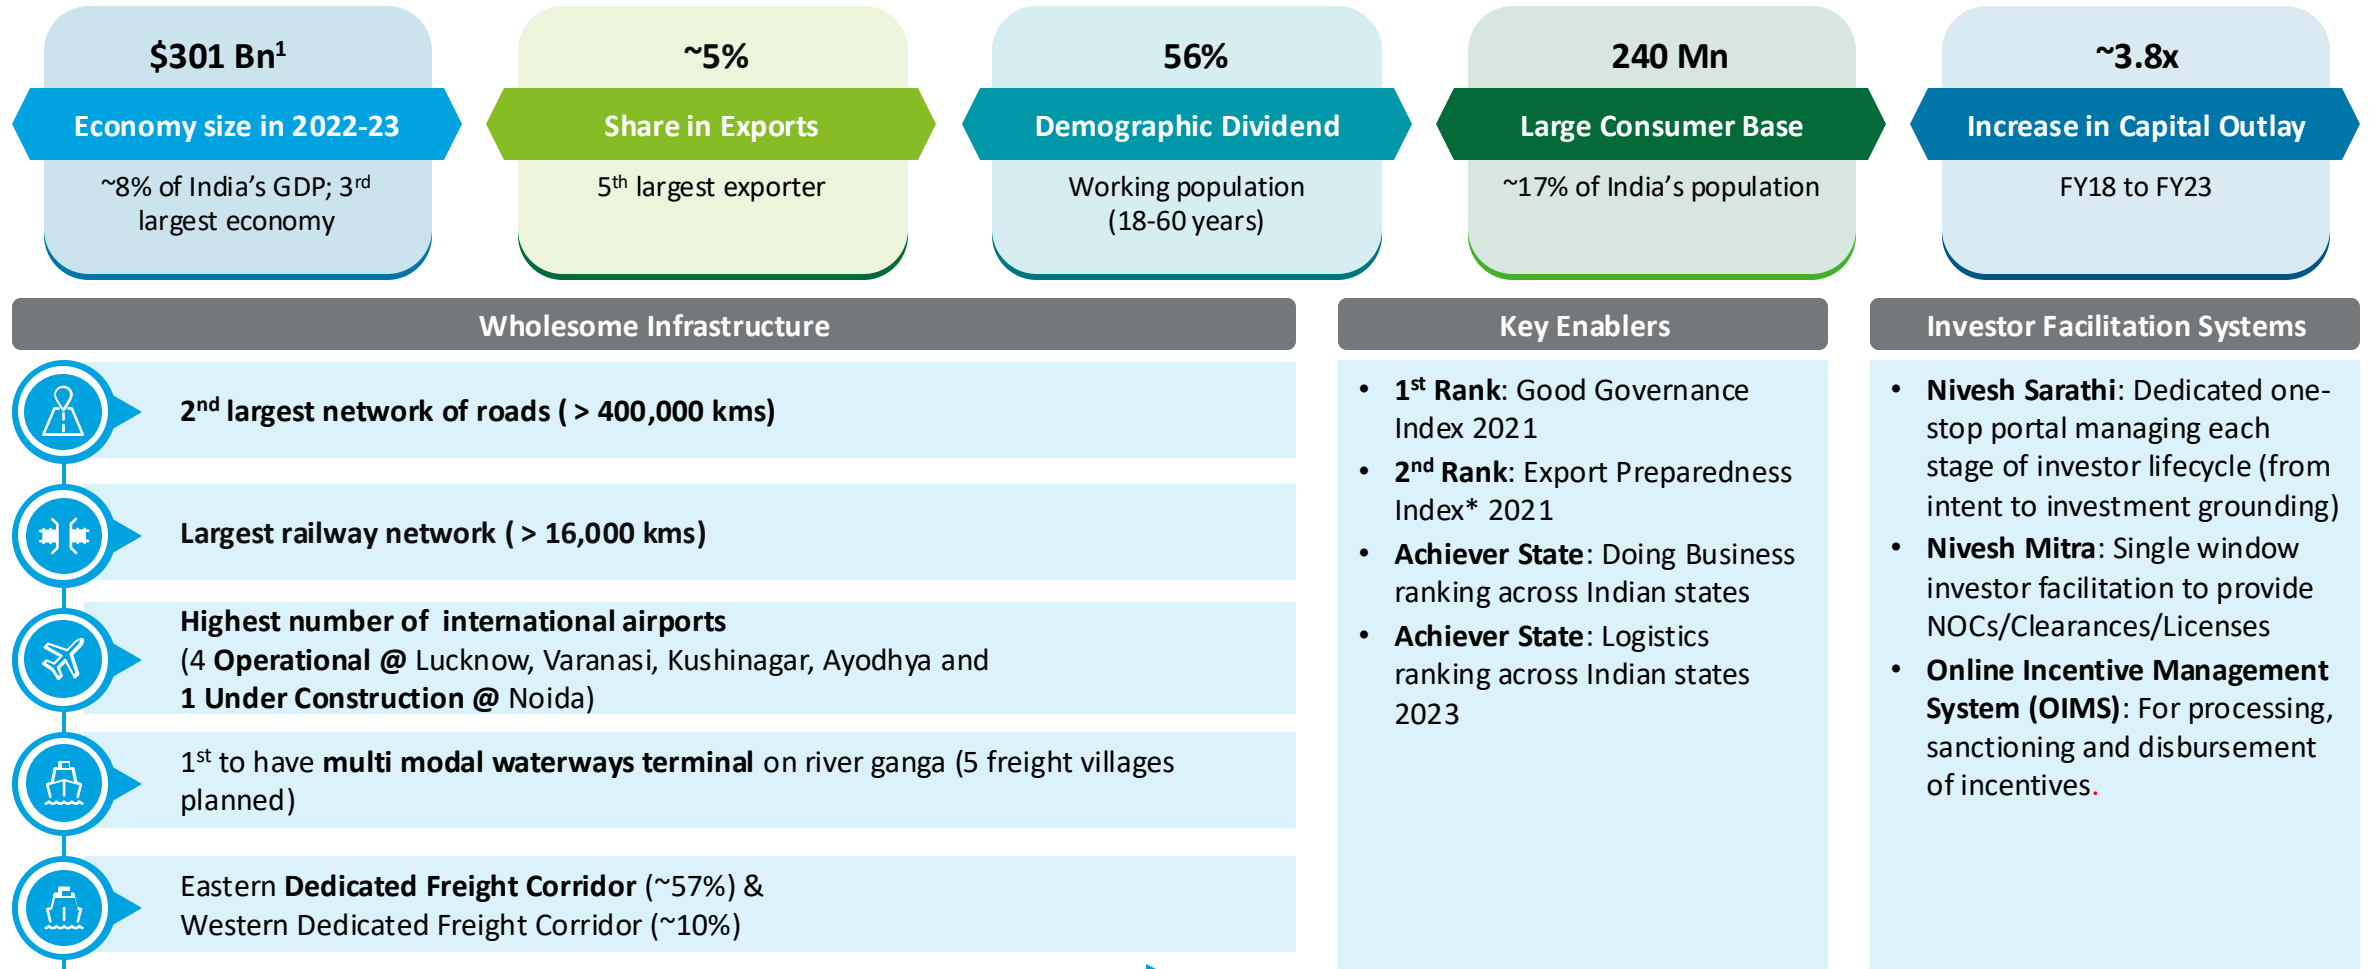 $301 Bn¹
Economy size in 2022-23
~8% of India’s GDP; 3rd
largest economy
~5%
Share in Exports
5th largest exporter
56%
Demographic Dividend
Working population
(18-60 years)
240 Mn
Large Consumer Base
~17% of India’s population
~3.8x
Increase in Capital Outlay
FY18 to FY23
Wholesome Infrastructure
2nd largest network of roads ( > 400,000 kms)
Largest railway network ( > 16,000 kms)
Highest number of international airports
(4 Operational @ Lucknow, Varanasi, Kushinagar, Ayodhya and
1 Under Construction @ Noida)
1st to have multi modal waterways terminal on river ganga (5 freight villages
planned)
Eastern Dedicated Freight Corridor (~57%) &
Western Dedicated Freight Corridor (~10%)
Key Enablers
• 1st Rank: Good Governance
Index 2021
• 2nd Rank: Export Preparedness
Index* 2021
• Achiever State: Doing Business
ranking across Indian states
• Achiever State: Logistics
ranking across Indian states
2023
Investor Facilitation Systems
• Nivesh Sarathi: Dedicated one-
stop portal managing each
stage of investor lifecycle (from
intent to investment grounding)
• Nivesh Mitra: Single window
investor facilitation to provide
NOCs/Clearances/Licenses
• Online Incentive Management
System (OIMS): For processing,
sanctioning and disbursement
of incentives.